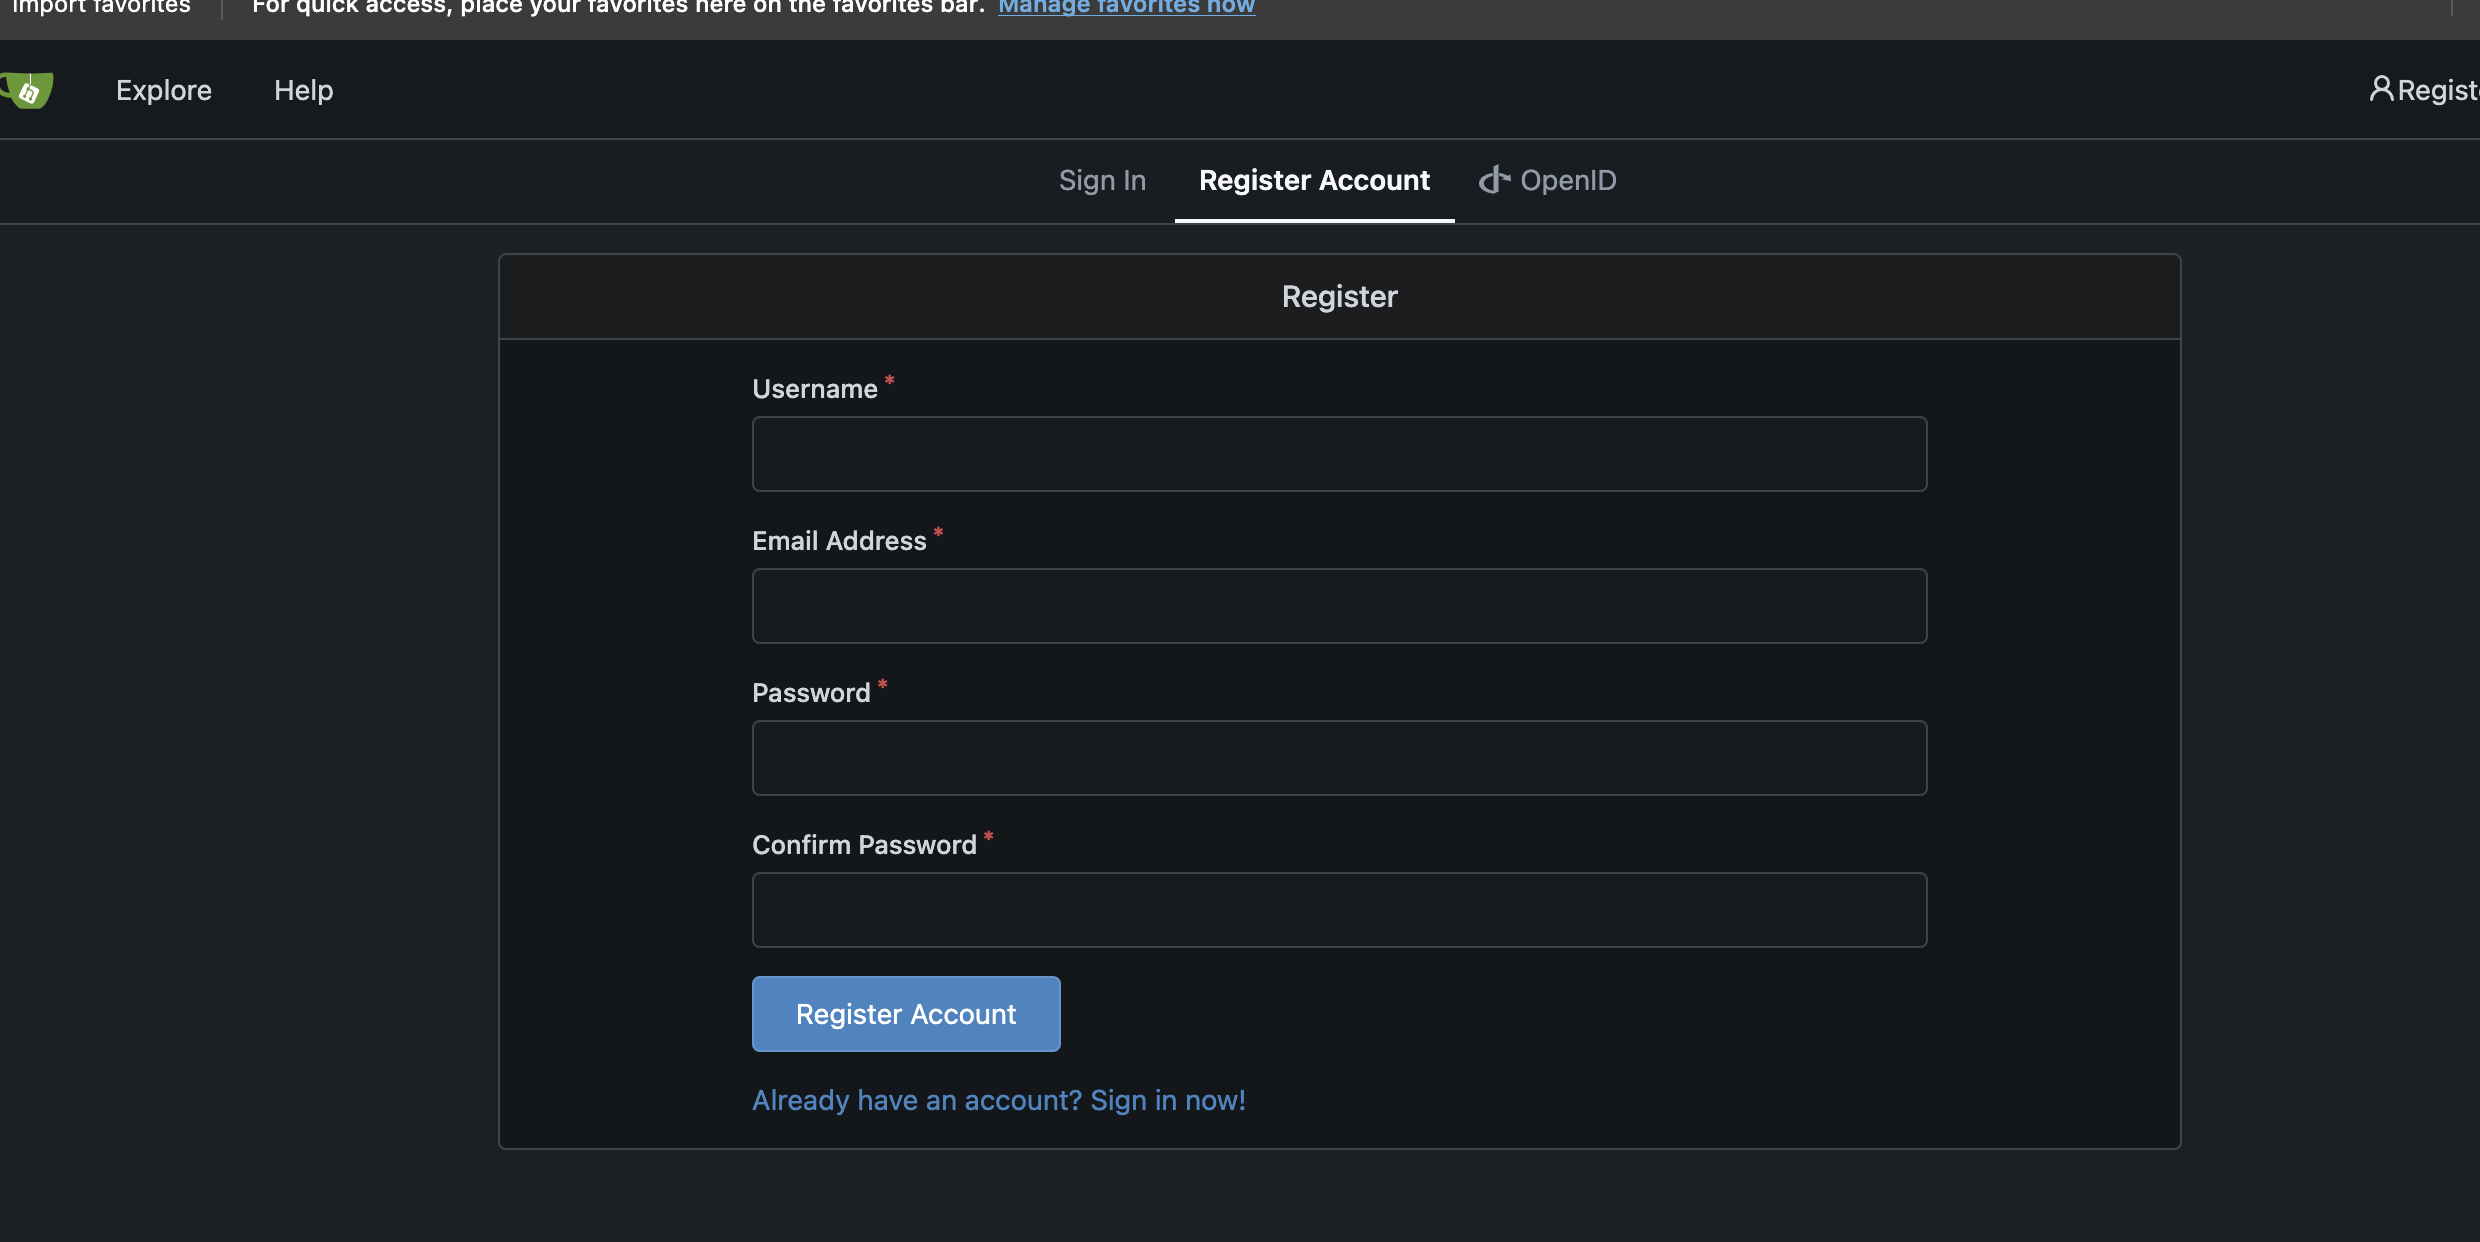 Import favorites For quick access, place your favorites here on the favorites bar. Manage favorites now
Explore Help Regist
Sign In Register Account OpenID
Register
Username *
Email Address *
Password *
Confirm Password *
Register Account
Already have an account? Sign in now!